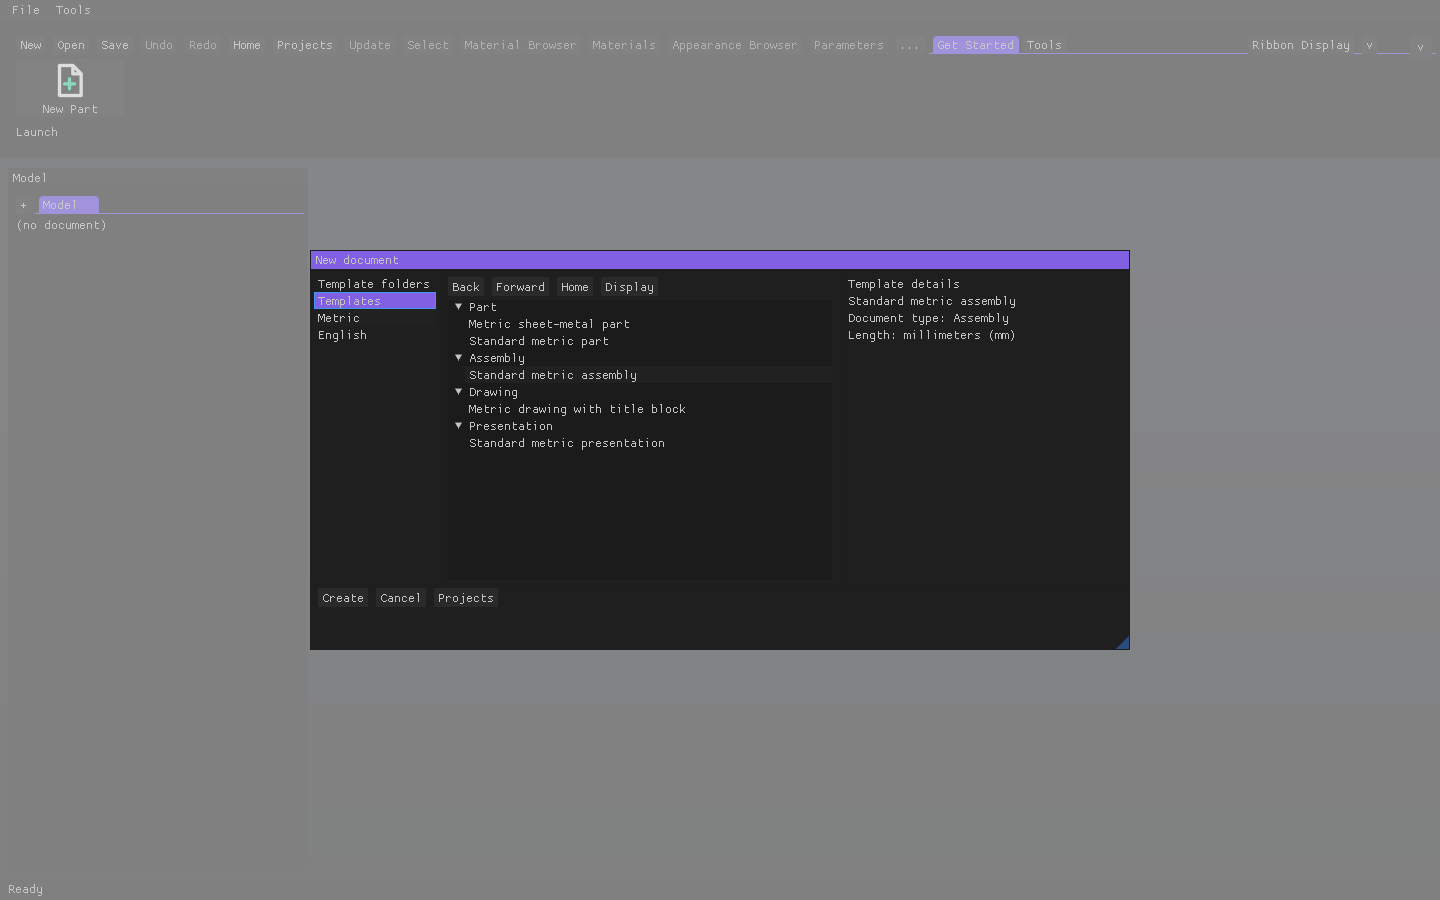 File Tools
New Open Save Undo Redo Home Projects Update Select Material Browser Materials Appearance Browser Parameters ... Get Started Tools Ribbon Display v v
New Part
Launch
Model
+ Model
(no document)
New document
Template folders
Templates
Metric
English
Back Forward Home Display
Part
Metric sheet-metal part
Standard metric part
Assembly
Standard metric assembly
Drawing
Metric drawing with title block
Presentation
Standard metric presentation
Template details
Standard metric assembly
Document type: Assembly
Length: millimeters (mm)
Create Cancel Projects
Ready